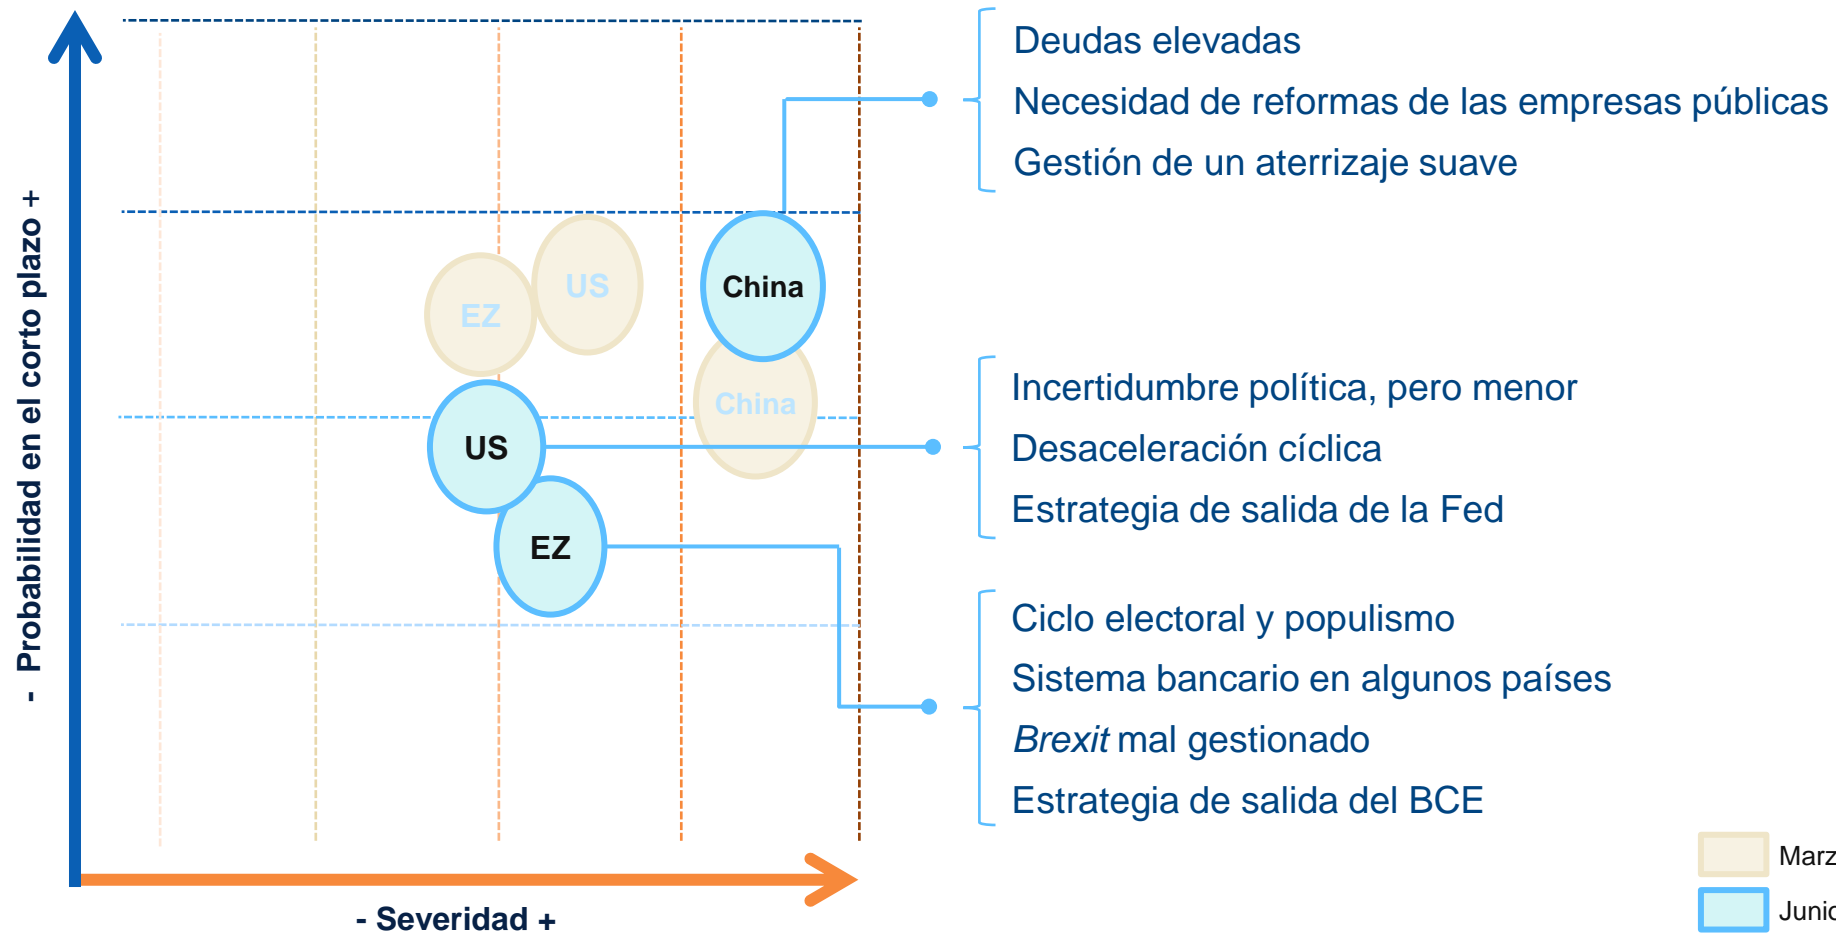 Deudas elevadas
Necesidad de reformas de las empresas públicas
Gestión de un aterrizaje suave
- Probabilidad en el corto plazo +
EZ
US
China
China
US
EZ
Incertidumbre política, pero menor
Desaceleración cíclica
Estrategia de salida de la Fed
Ciclo electoral y populismo
Sistema bancario en algunos países
Brexit mal gestionado
Estrategia de salida del BCE
Marz
Junio
- Severidad +